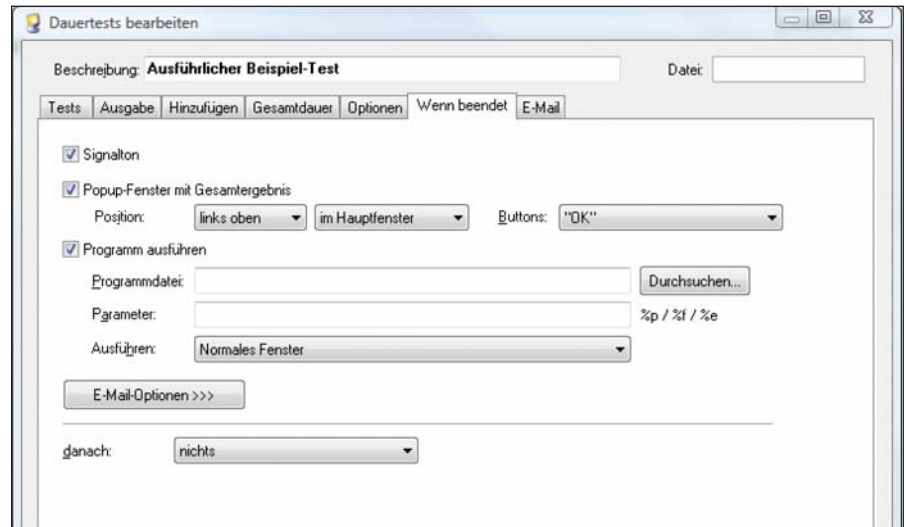 Dauertests bearbeiten
Beschreibung: Ausführlicher Beispiel-Test Datei:
Tests Ausgabe Hinzufügen Gesamtdauer Optionen Wenn beendet E-Mail
Signalton
Popup-Fenster mit Gesamtergebnis
Position: links oben im Hauptfenster Buttons: "OK"
Programm ausführen
Programmdatei: Durchsuchen...
Parameter: %p / %f / %e
Ausführen: Normales Fenster
E-Mail-Optionen >>>
danach: nichts